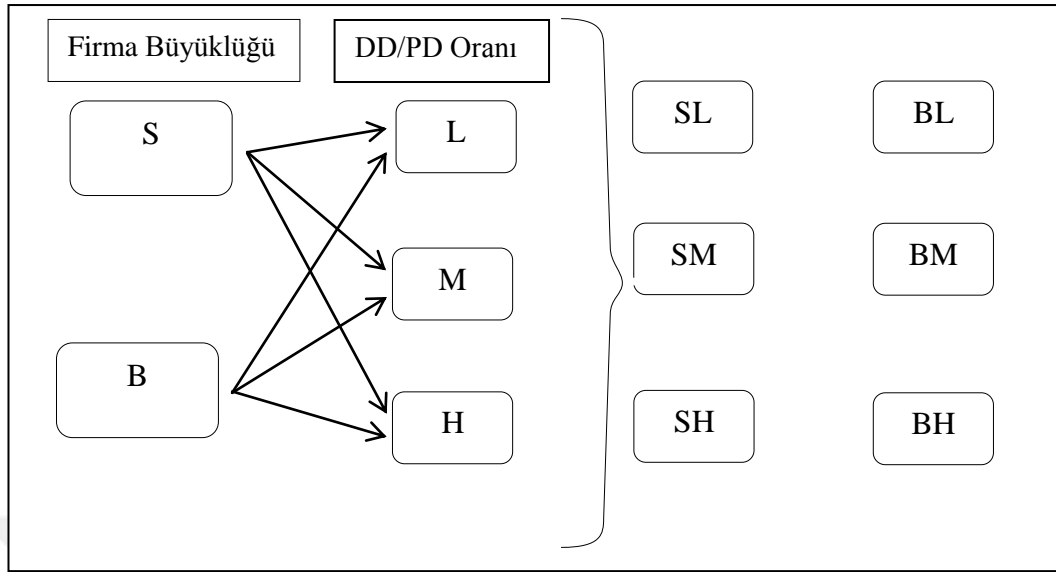 Firma Büyüklüğü
DD/PD Oranı
S
L
SL
BL
M
SM
BM
B
H
SH
BH